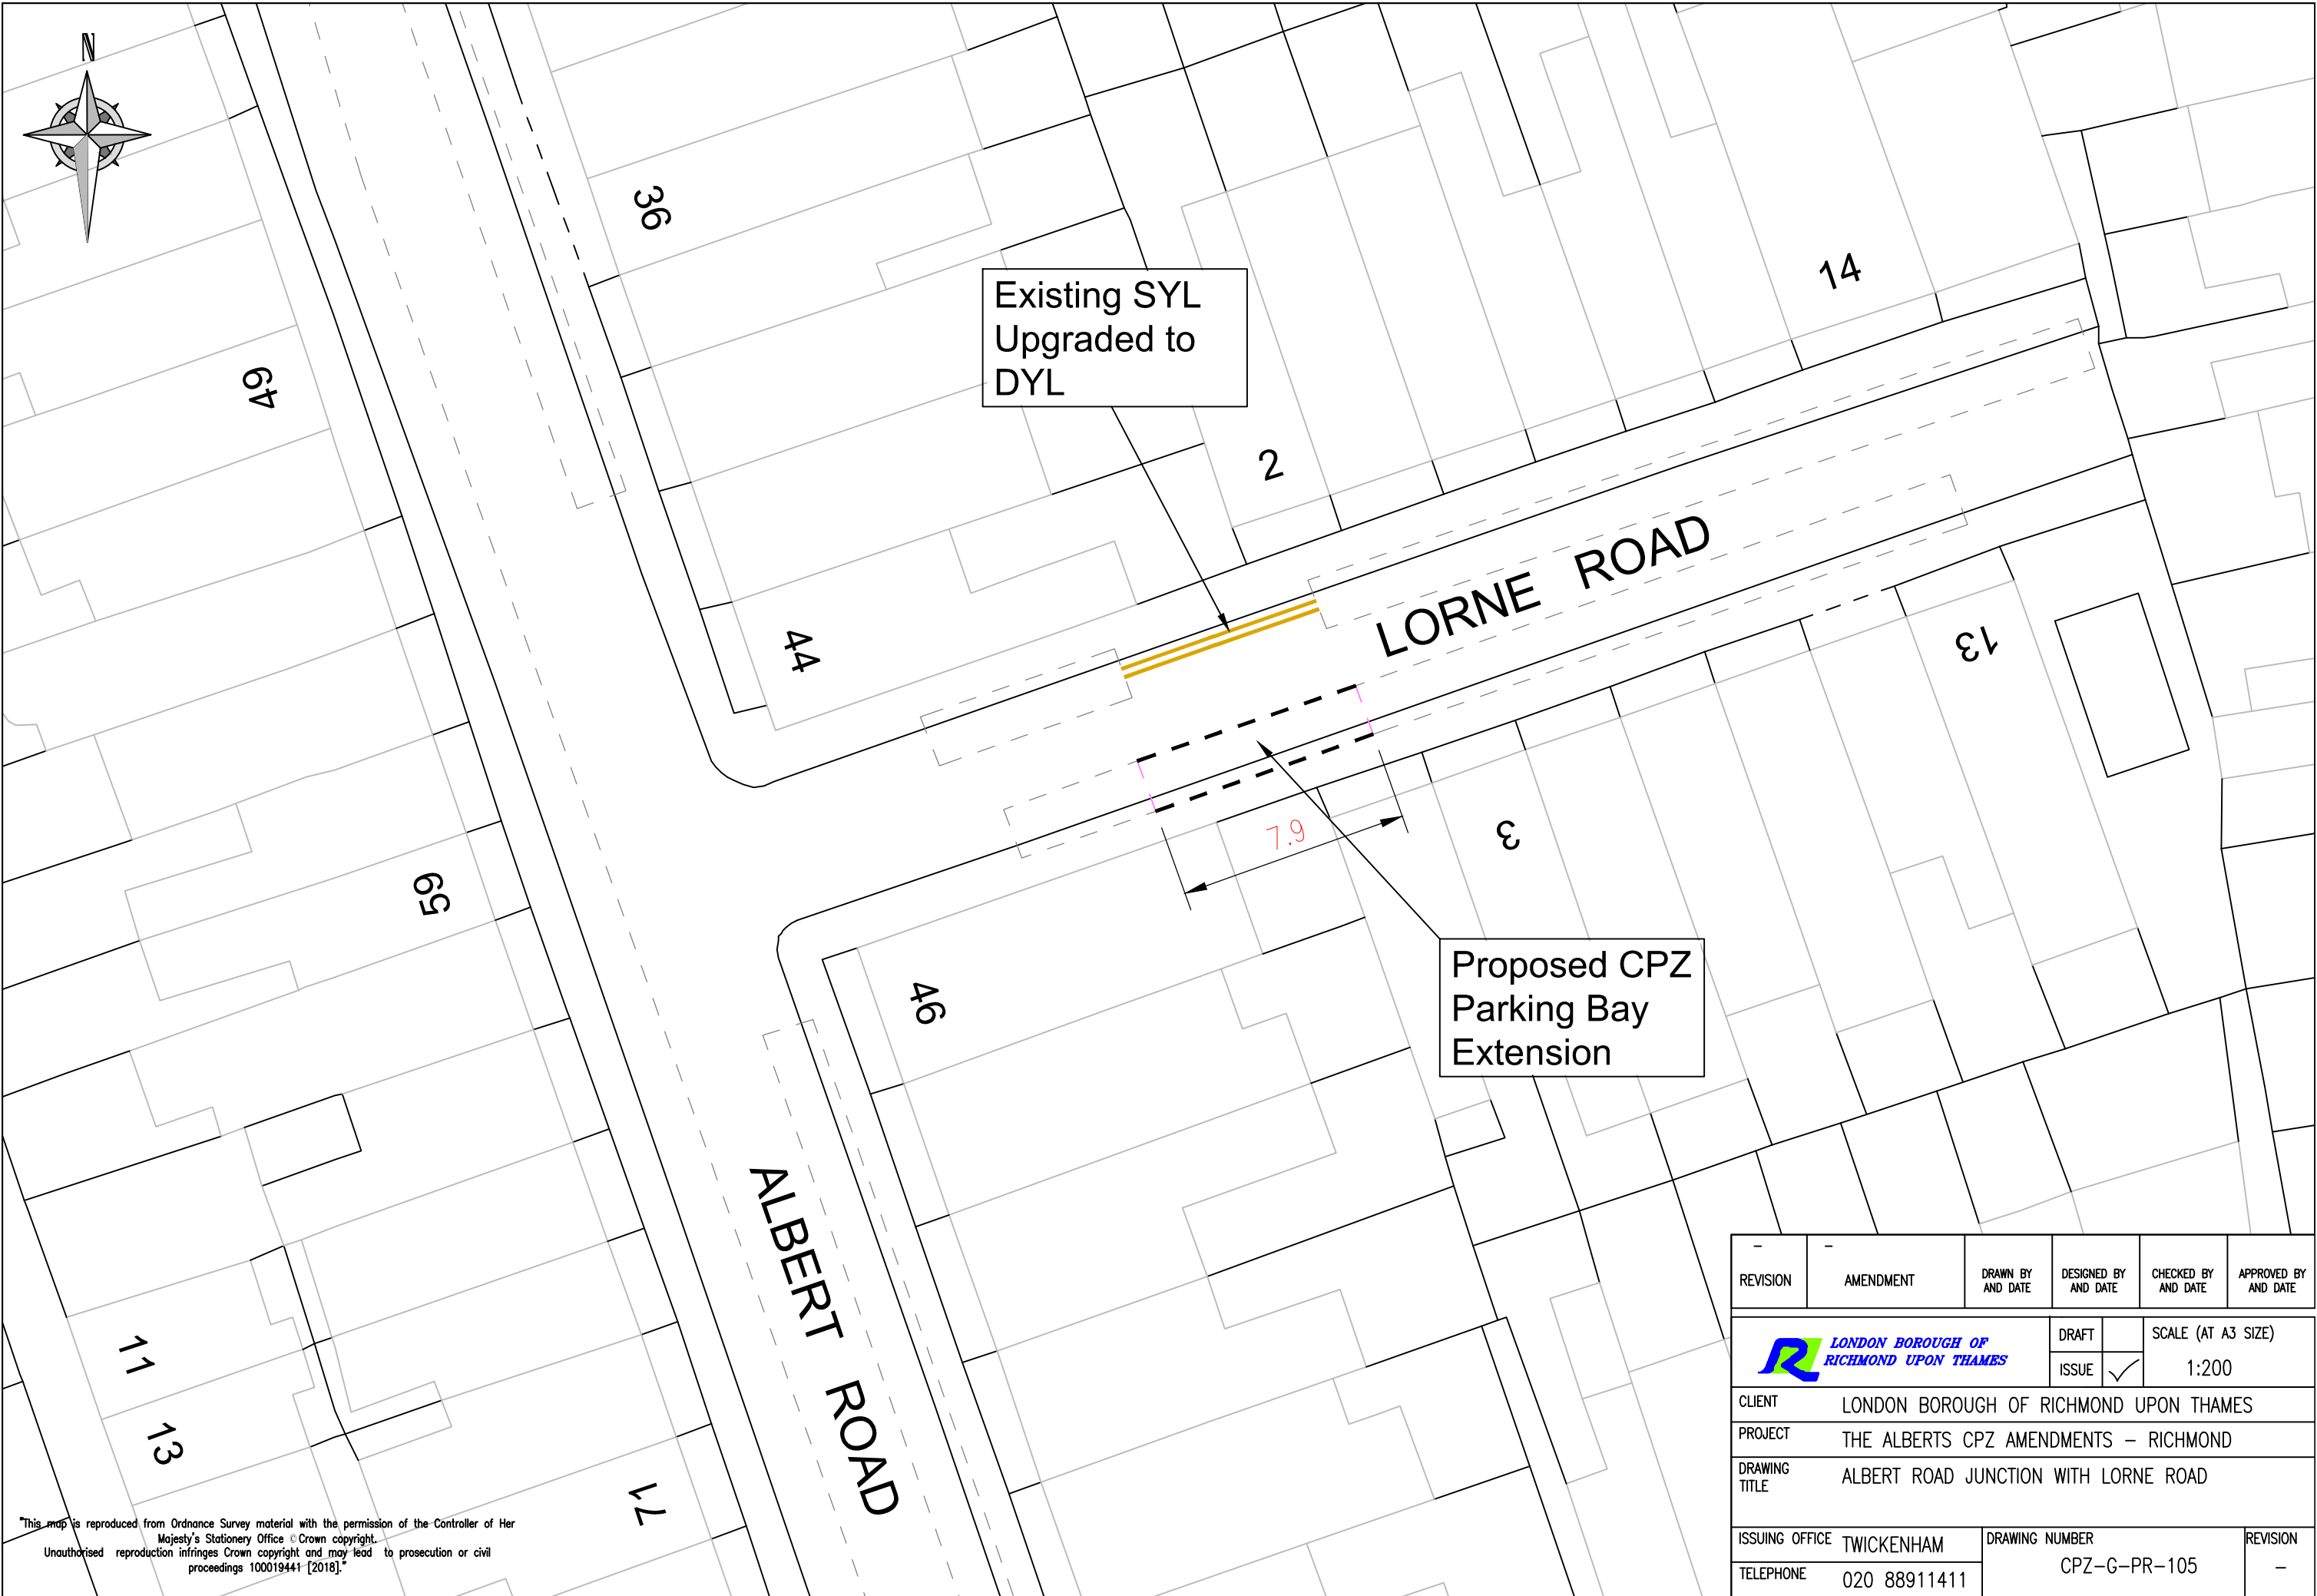 N
36
49
Existing SYL
Upgraded to
DYL
14
2
LORNE ROAD
44
13
7.9
3
59
46
Proposed CPZ
Parking Bay
Extension
ALBERT ROAD
11
13
71
"This map is reproduced from Ordnance Survey material with the permission of the Controller of Her
Majesty's Stationery Office © Crown copyright.
Unauthorised reproduction infringes Crown copyright and may lead to prosecution or civil
proceedings 100019441 [2018]."
- -
REVISION AMENDMENT DRAWN BY AND DATE DESIGNED BY AND DATE CHECKED BY AND DATE APPROVED BY AND DATE
LONDON BOROUGH OF
RICHMOND UPON THAMES
DRAFT
ISSUE ✓
SCALE (AT A3 SIZE)
1:200
CLIENT LONDON BOROUGH OF RICHMOND UPON THAMES
PROJECT THE ALBERTS CPZ AMENDMENTS – RICHMOND
DRAWING TITLE ALBERT ROAD JUNCTION WITH LORNE ROAD
ISSUING OFFICE TWICKENHAM
TELEPHONE 020 88911411
DRAWING NUMBER
CPZ-G-PR-105
REVISION
-